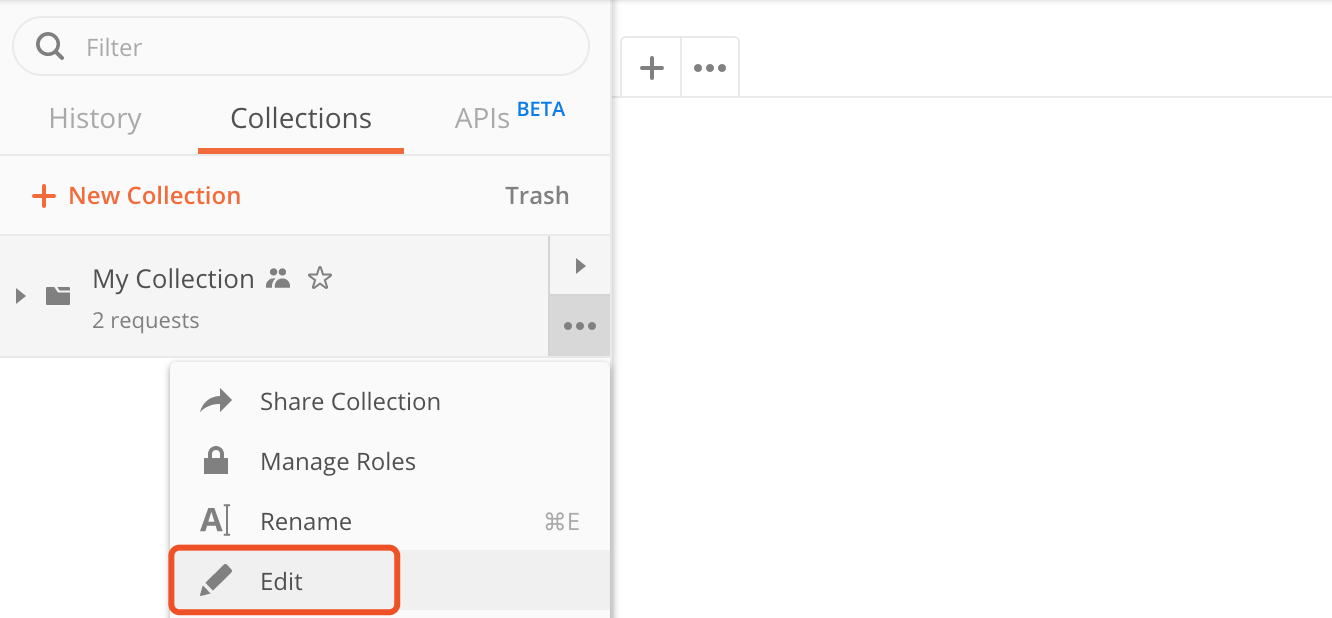 Filter
History Collections APIs BETA
+ New Collection Trash
My Collection
2 requests
Share Collection
Manage Roles
Rename ⌘E
Edit